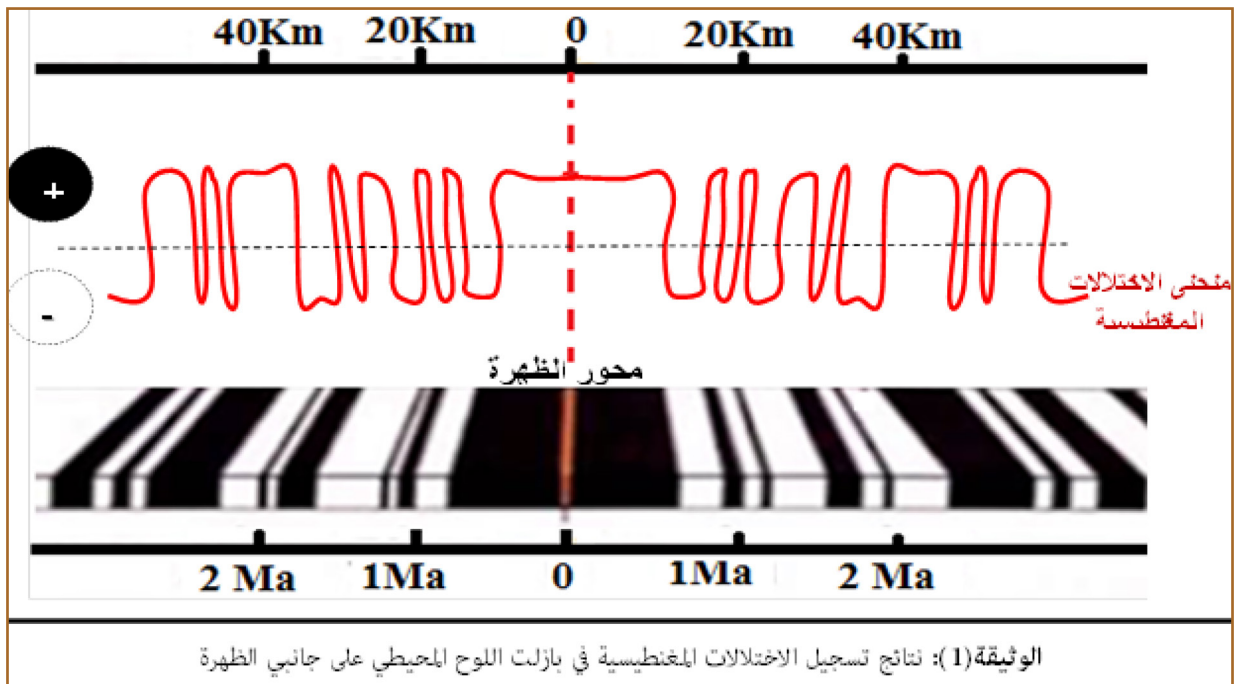 40Km 20Km 0 20Km 40Km
+
-
منحنى الاختلالات
المغنطيسية
محور الظهرة
2 Ma 1Ma 0 1Ma 2 Ma
الوثيقة(1): نتائج تسجيل الاختلالات المغنطيسية في بازلت اللوح المحيطي على جانبي الظهرة